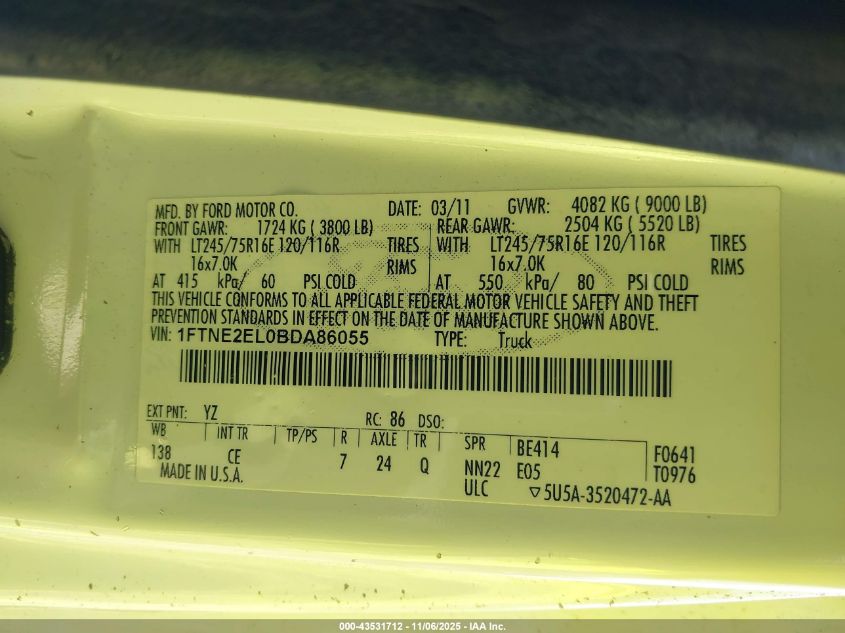 MFD. BY FORD MOTOR CO. DATE: 03/11 GVWR: 4082 KG ( 9000 LB)
FRONT GAWR: 1724 KG ( 3800 LB) REAR GAWR: 2504 KG ( 5520 LB)
WITH LT245/75R16E 120/116R TIRES WITH LT245/75R16E 120/116R TIRES
16x7.0K RIMS 16x7.0K RIMS
AT 415 kPa/ 60 PSI COLD AT 550 kPa/ 80 PSI COLD
THIS VEHICLE CONFORMS TO ALL APPLICABLE FEDERAL MOTOR VEHICLE SAFETY AND THEFT
PREVENTION STANDARDS IN EFFECT ON THE DATE OF MANUFACTURE SHOWN ABOVE.
VIN: 1FTNE2EL0BDA86055 TYPE: Truck
EXT PNT: YZ RC: 86 DSO:
WB INT TR TP/PS R AXLE TR SPR BE414 F0641
138 CE 7 24 Q NN22 E05 T0976
MADE IN U.S.A. ULC ▽5U5A-3520472-AA
000-43531712 - 11/06/2025 - IAA Inc.